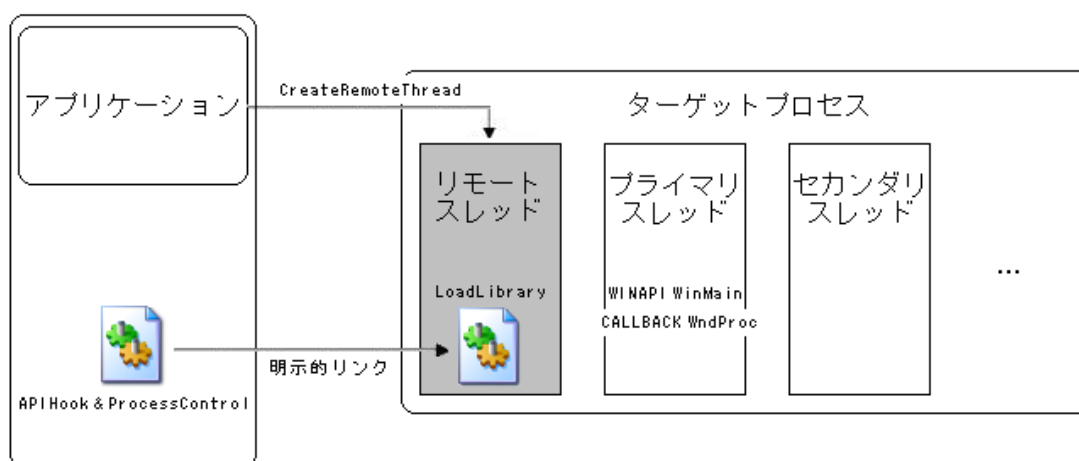 アプリケーション
CreateRemoteThread
ターゲットプロセス
リモート
スレッド
プライマリ
スレッド
セカンダリ
スレッド
...
LoadLibrary
WINAPI WinMain
CALLBACK WndProc
明示的リンク
APIHook & ProcessControl